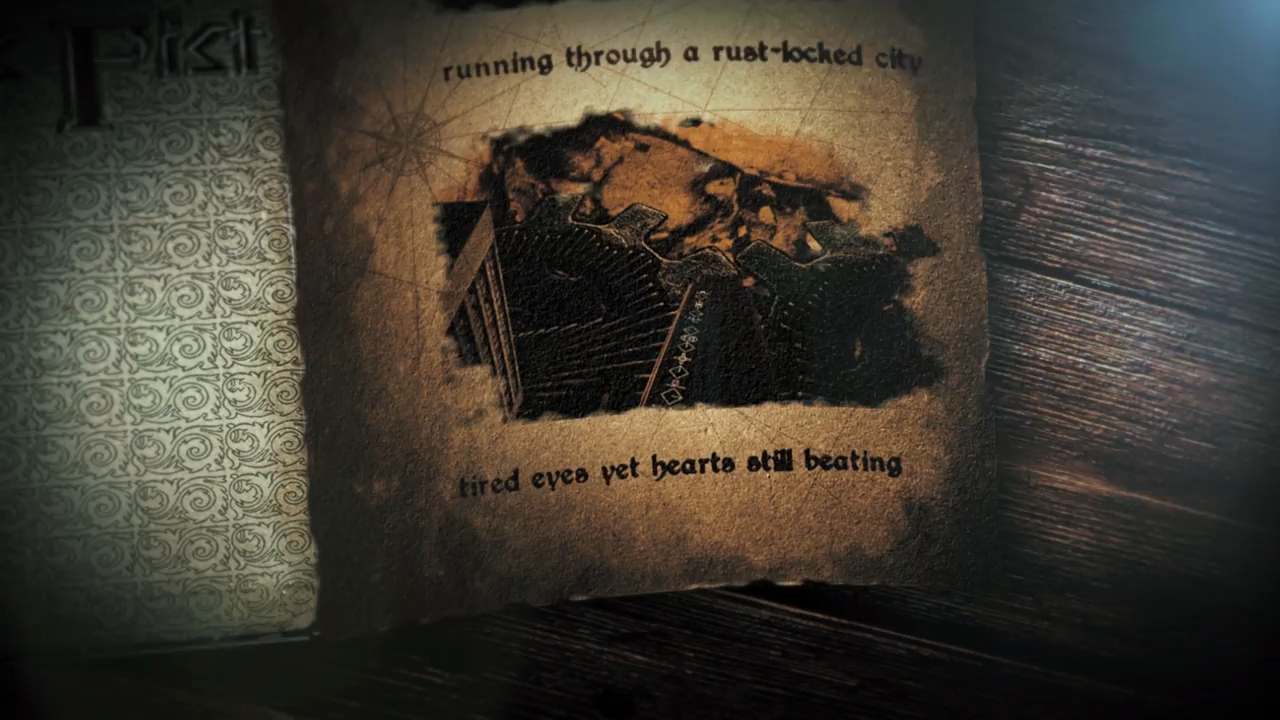 running through a rust-locked city
tired eyes yet hearts still beating